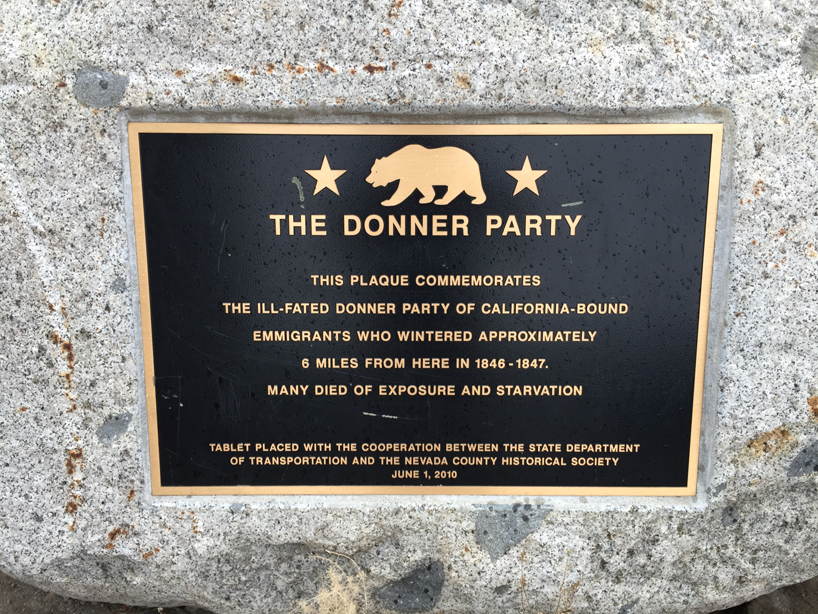 THE DONNER PARTY
THIS PLAQUE COMMEMORATES
THE ILL-FATED DONNER PARTY OF CALIFORNIA-BOUND
EMMIGRANTS WHO WINTERED APPROXIMATELY
6 MILES FROM HERE IN 1846-1847.
MANY DIED OF EXPOSURE AND STARVATION
TABLET PLACED WITH THE COOPERATION BETWEEN THE STATE DEPARTMENT
OF TRANSPORTATION AND THE NEVADA COUNTY HISTORICAL SOCIETY
JUNE 1, 2010